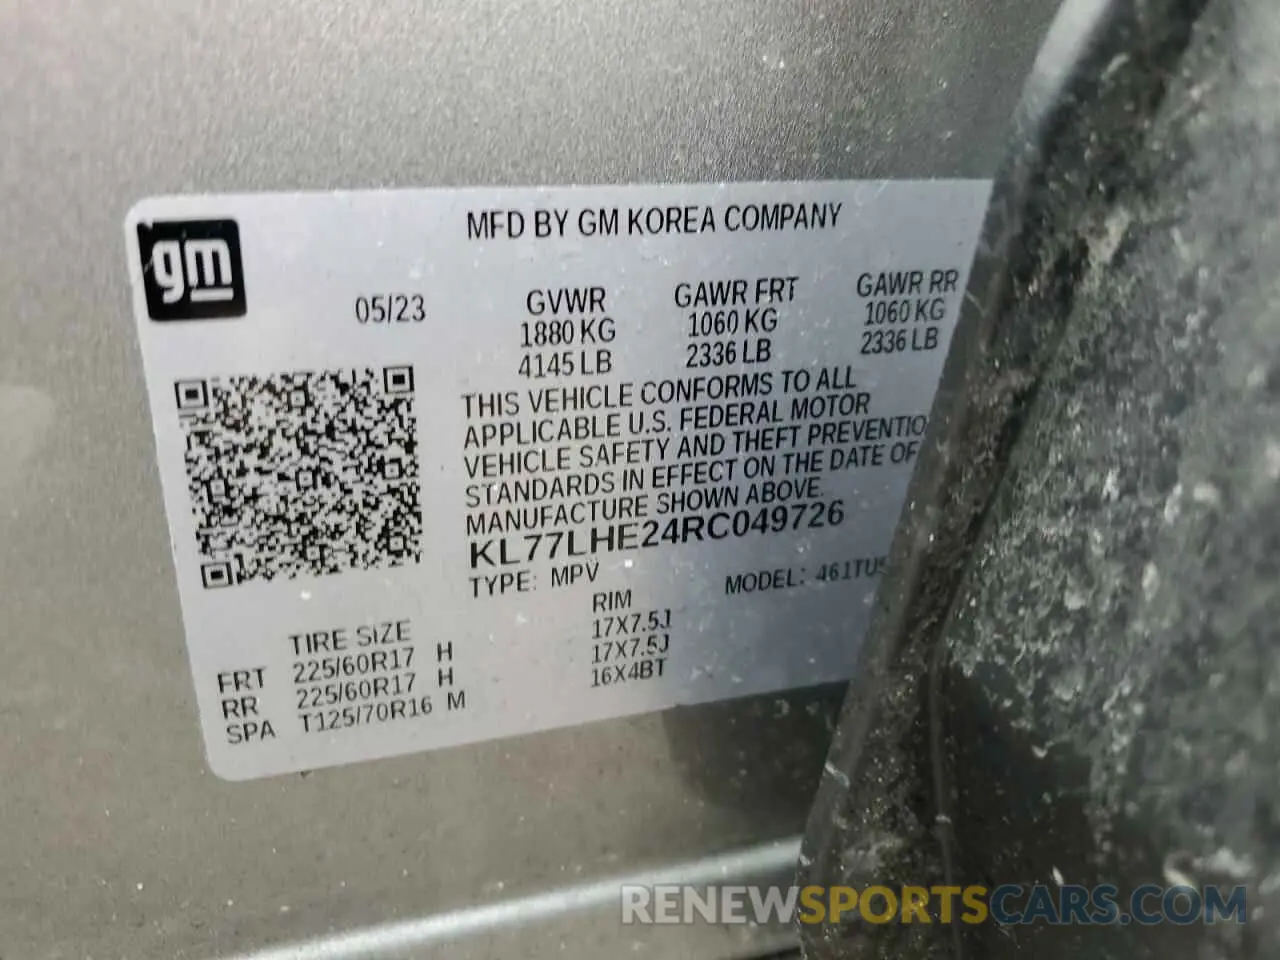 gm
MFD BY GM KOREA COMPANY
05/23
GVWR GAWR FRT GAWR RR
1880 KG 1060 KG 1060 KG
4145 LB 2336 LB 2336 LB
THIS VEHICLE CONFORMS TO ALL
APPLICABLE U.S. FEDERAL MOTOR
VEHICLE SAFETY AND THEFT PREVENTIO
STANDARDS IN EFFECT ON THE DATE OF
MANUFACTURE SHOWN ABOVE.
KL77LHE24RC049726
TYPE: MPV MODEL: 461TUS
TIRE SIZE RIM
FRT 225/60R17 H 17X7.5J
RR 225/60R17 H 17X7.5J
SPA T125/70R16 M 16X4BT
RENEWSPORTSCARS.COM